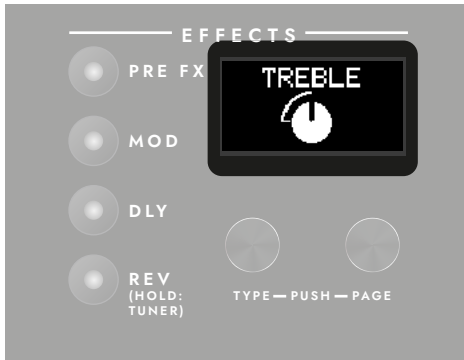 EFFECTS
PRE FX
TREBLE
MOD
DLY
REV
(HOLD:
TUNER)
TYPE — PUSH — PAGE